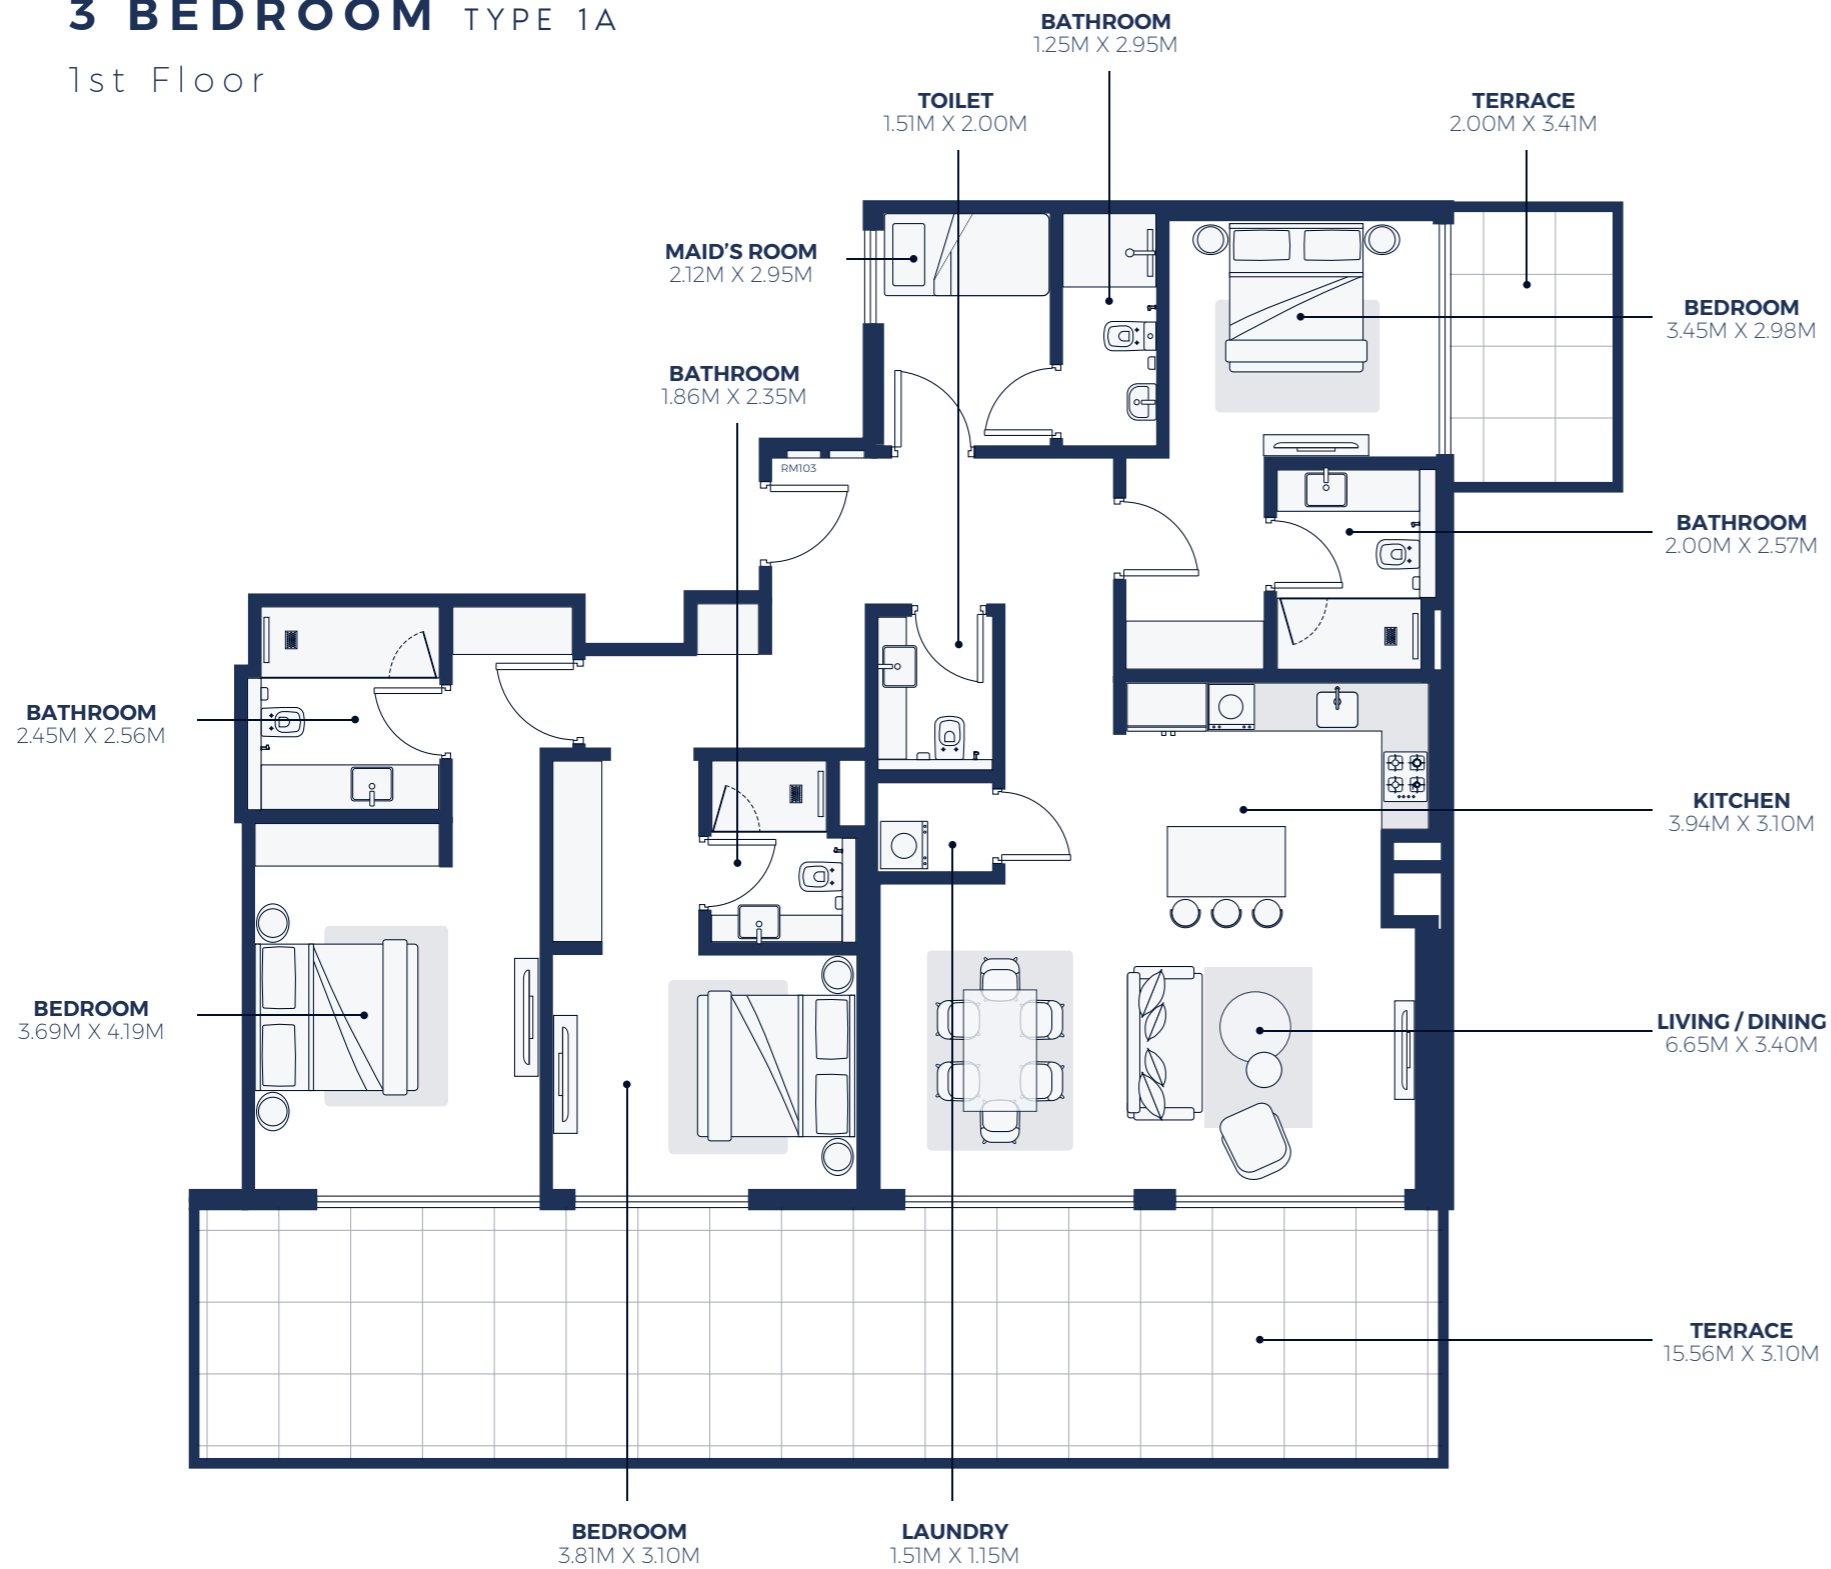 3 BEDROOM TYPE 1A
1st Floor
BATHROOM
1.25M X 2.95M
TOILET
1.51M X 2.00M
TERRACE
2.00M X 3.41M
MAID'S ROOM
2.12M X 2.95M
BEDROOM
3.45M X 2.98M
BATHROOM
1.86M X 2.35M
RM103
BATHROOM
2.00M X 2.57M
BATHROOM
2.45M X 2.56M
KITCHEN
3.94M X 3.10M
BEDROOM
3.69M X 4.19M
LIVING / DINING
6.65M X 3.40M
TERRACE
15.56M X 3.10M
BEDROOM
3.81M X 3.10M
LAUNDRY
1.51M X 1.15M